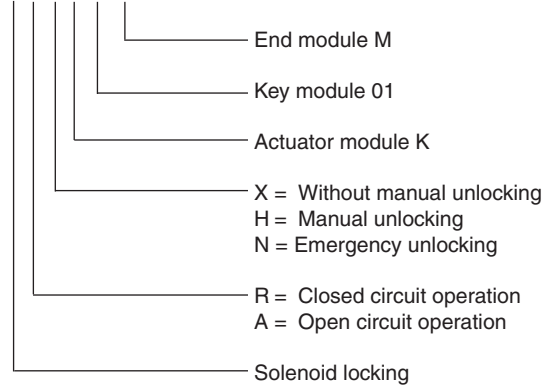 End module M
Key module 01
Actuator module K
X = Without manual unlocking
H = Manual unlocking
N = Emergency unlocking
R = Closed circuit operation
A = Open circuit operation
Solenoid locking